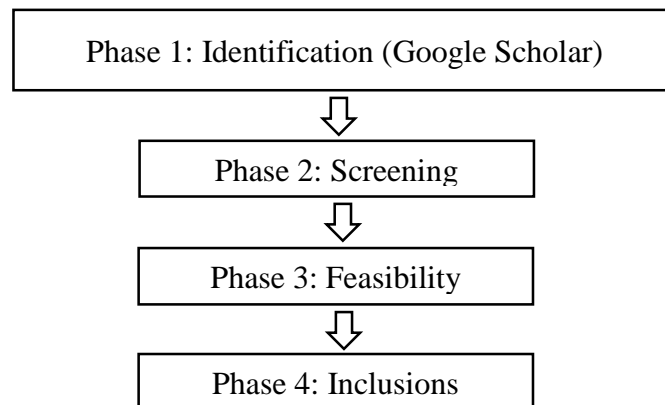 Phase 1: Identification (Google Scholar)
Phase 2: Screening
Phase 3: Feasibility
Phase 4: Inclusions